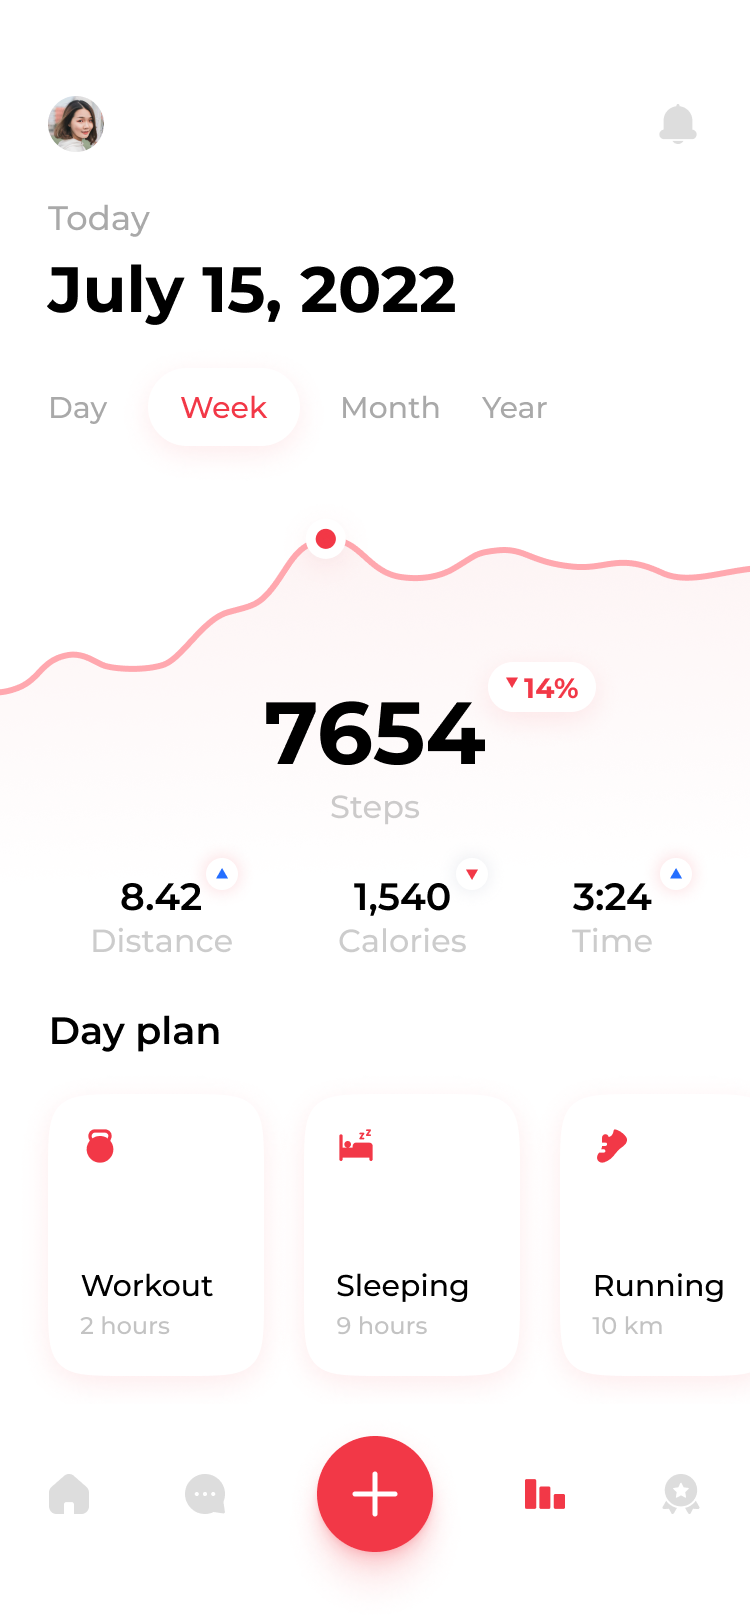 Today
July 15, 2022
Day Week Month Year
14%
7654
Steps
8.42 1,540 3:24
Distance Calories Time
Day plan
zz
Workout Sleeping Running
2 hours 9 hours 10 km